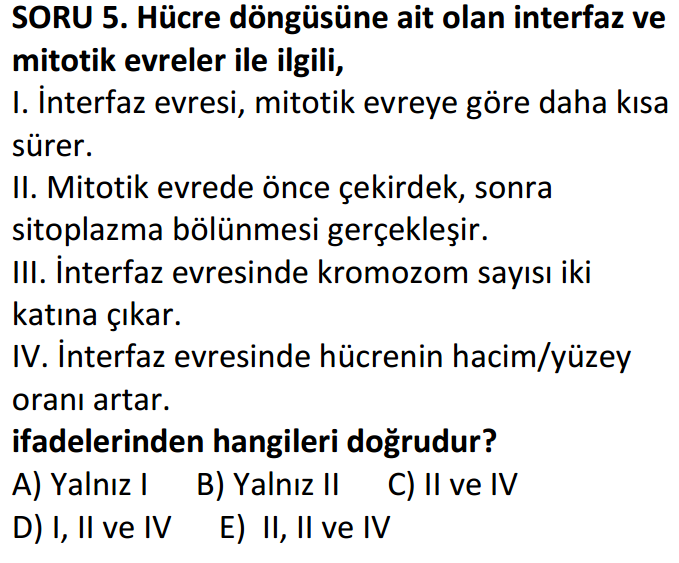 SORU 5. Hücre döngüsüne ait olan interfaz ve
mitotik evreler ile ilgili,
I. İnterfaz evresi, mitotik evreye göre daha kısa
sürer.
II. Mitotik evrede önce çekirdek, sonra
sitoplazma bölünmesi gerçekleşir.
III. İnterfaz evresinde kromozom sayısı iki
katına çıkar.
IV. İnterfaz evresinde hücrenin hacim/yüzey
oranı artar.
ifadelerinden hangileri doğrudur?
A) Yalnız I B) Yalnız II C) II ve IV
D) I, II ve IV E) II, II ve IV